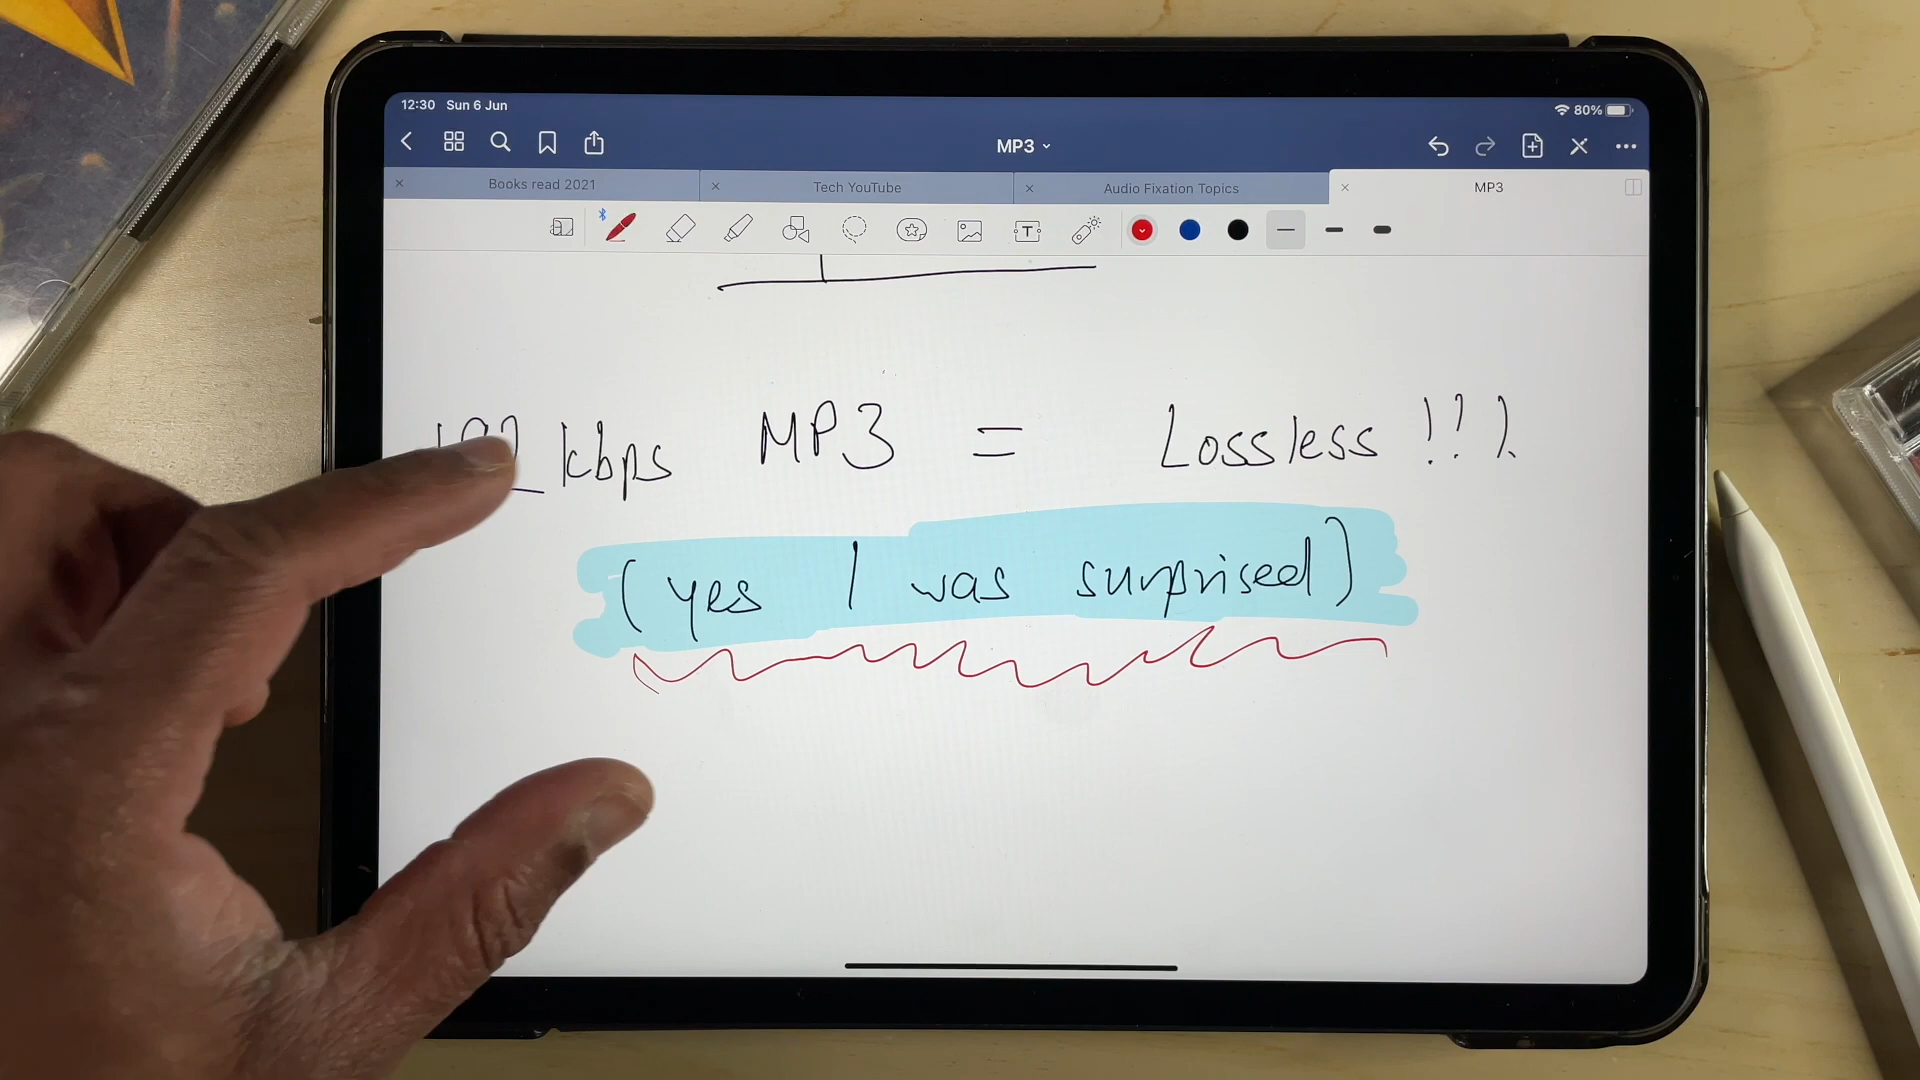 12:30 Sun 6 Jun 80%
MP3
Books read 2021 Tech YouTube Audio Fixation Topics MP3
192 kbps MP3 = Lossless !!?
(yes I was surprised)